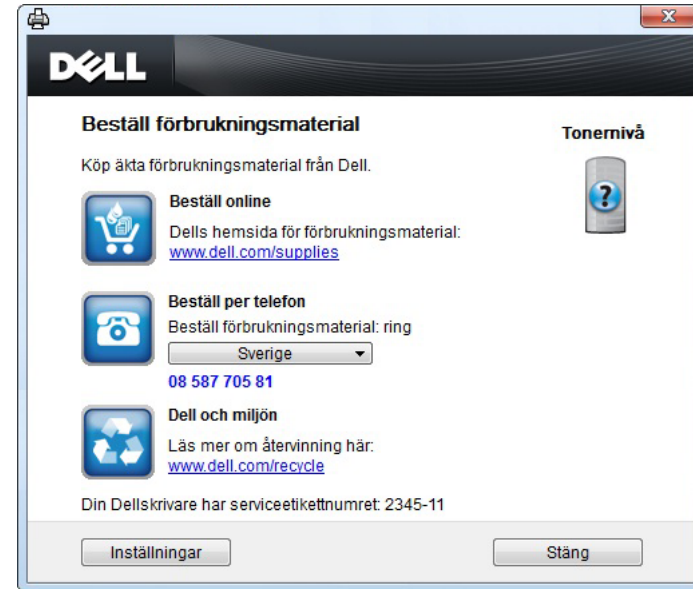 DELL
Beställ förbrukningsmaterial
Tonernivå
Köp äkta förbrukningsmaterial från Dell.
?
Beställ online
Dells hemsida för förbrukningsmaterial:
www.dell.com/supplies
Beställ per telefon
Beställ förbrukningsmaterial: ring
Sverige
08 587 705 81
Dell och miljön
Läs mer om återvinning här:
www.dell.com/recycle
Din Dellskrivare har serviceetikettnumret: 2345-11
Inställningar
Stäng